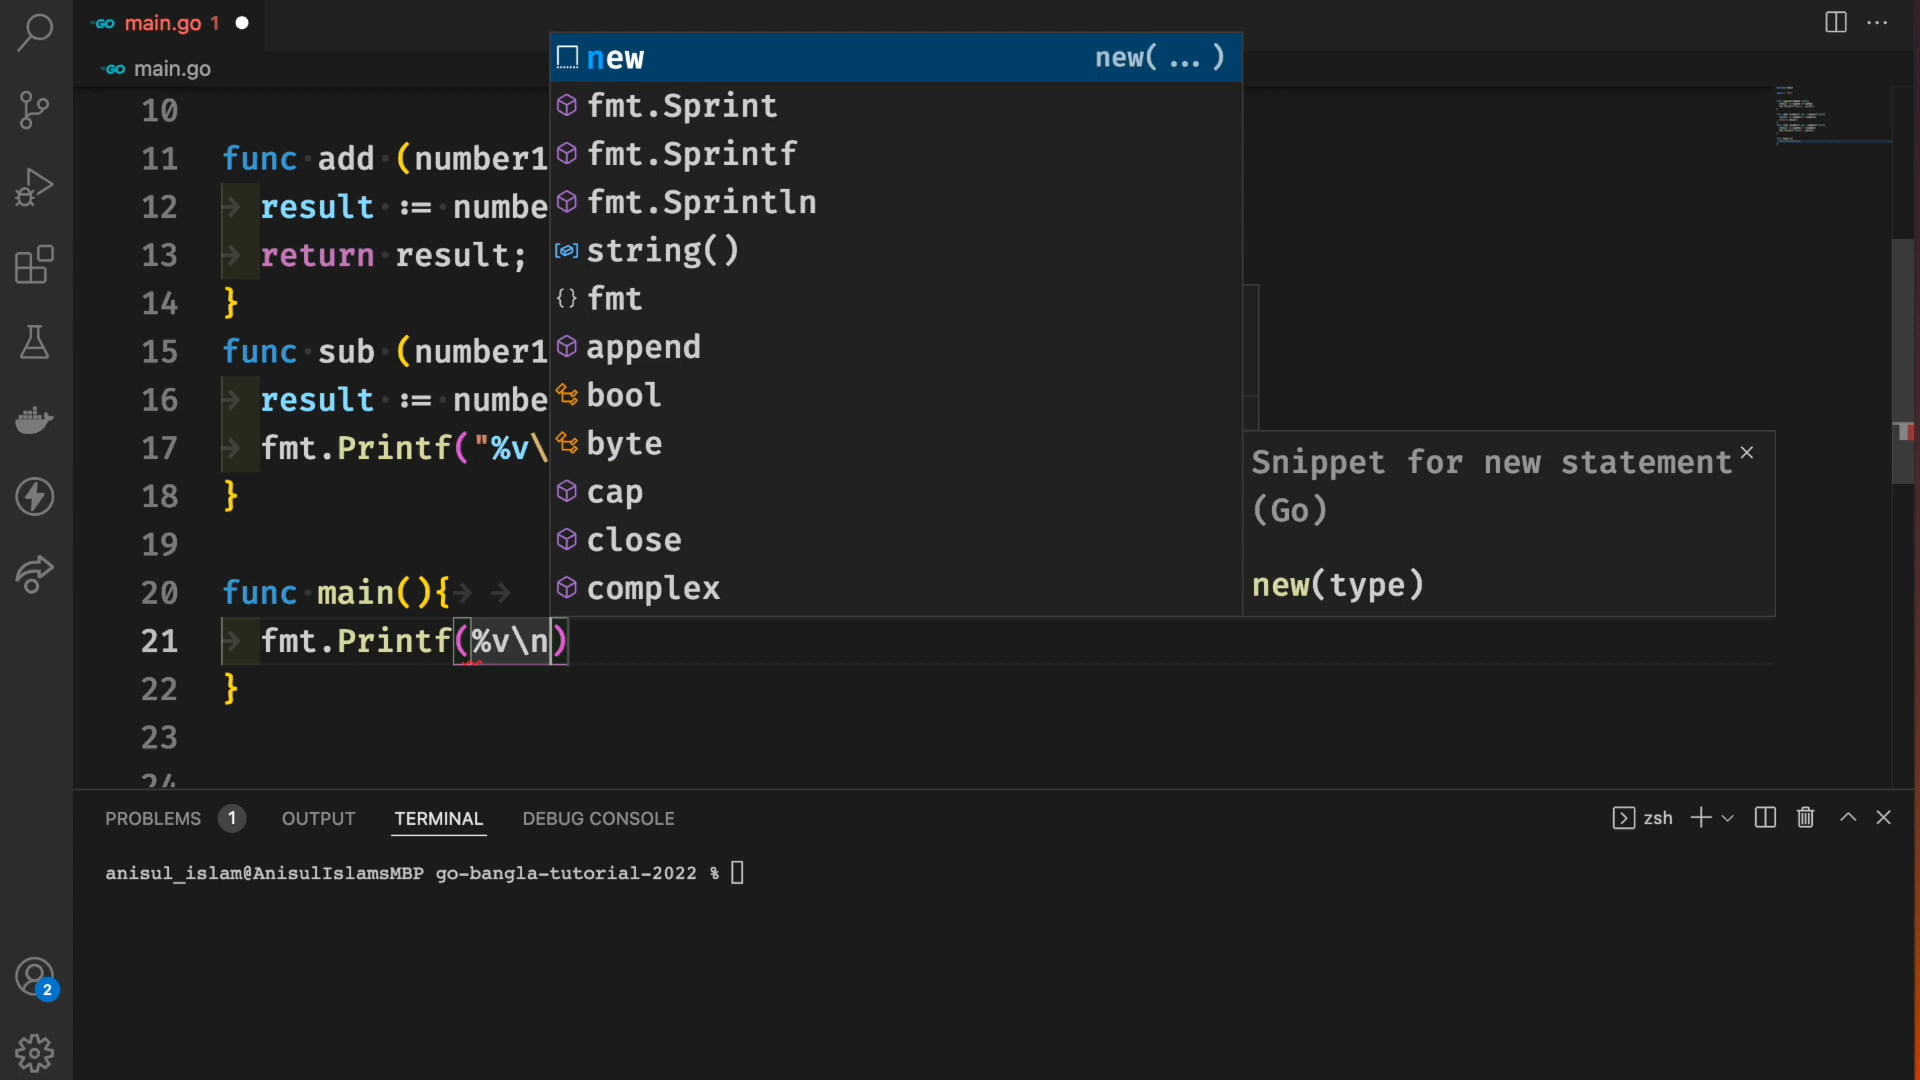 GO main.go 1
GO main.go
new new( ... )
fmt.Sprint
fmt.Sprintf
fmt.Sprintln
string()
fmt
append
bool
byte
cap
close
complex
Snippet for new statement
(Go)
new(type)
10
11 func add (number1
12 result := numbe
13 return result;
14 }
15 func sub (number1
16 result := numbe
17 fmt.Printf("%v\
18 }
19
20 func main(){
21 fmt.Printf(%v\n)
22 }
23
24
PROBLEMS 1 OUTPUT TERMINAL DEBUG CONSOLE zsh
anisul_islam@AnisulIslamsMBP go-bangla-tutorial-2022 %
2